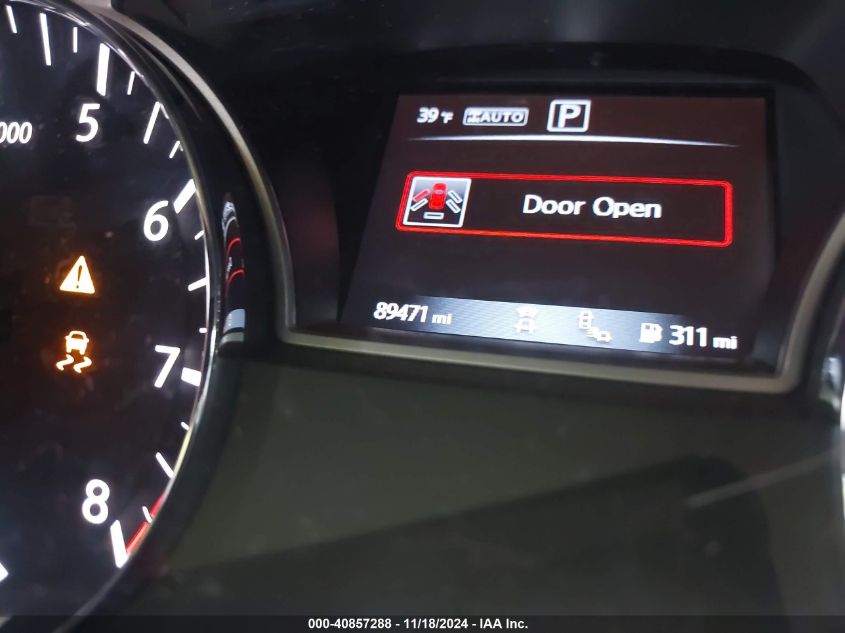 5
000
6
7
8
39°F AUTO P
Door Open
89471 mi 311 mi
000-40857288 - 11/18/2024 - IAA Inc.